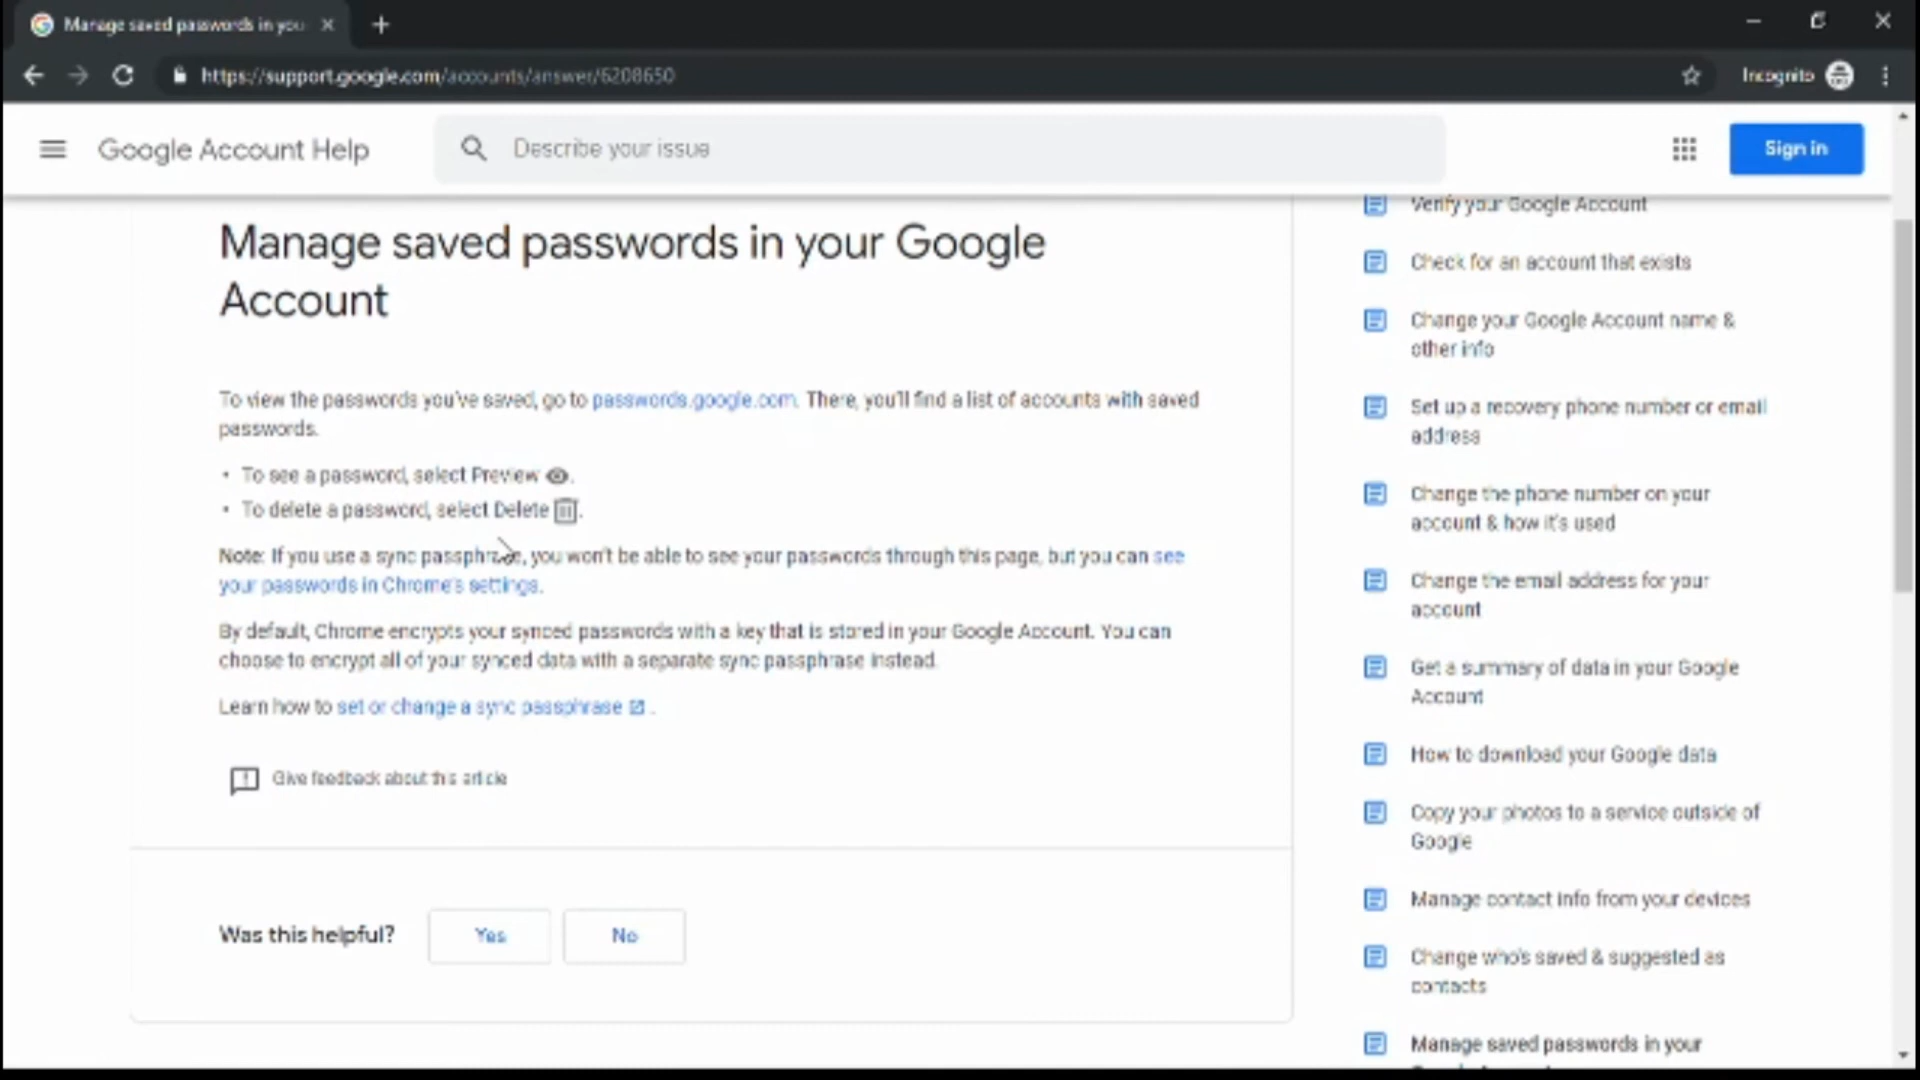 Manage saved passwords in you
https://support.google.com/accounts/answer/6208650
Incognito
Google Account Help
Describe your issue
Sign in
Manage saved passwords in your Google
Account
To view the passwords you've saved, go to passwords.google.com. There, you'll find a list of accounts with saved
passwords.
• To see a password, select Preview.
• To delete a password, select Delete.
Note: If you use a sync passphrase, you won't be able to see your passwords through this page, but you can see
your passwords in Chrome's settings.
By default, Chrome encrypts your synced passwords with a key that is stored in your Google Account. You can
choose to encrypt all of your synced data with a separate sync passphrase instead.
Learn how to set or change a sync passphrase.
Give feedback about this article
Was this helpful?
Yes
No
Verify your Google Account
Check for an account that exists
Change your Google Account name &
other info
Set up a recovery phone number or email
address
Change the phone number on your
account & how it's used
Change the email address for your
account
Get a summary of data in your Google
Account
How to download your Google data
Copy your photos to a service outside of
Google
Manage contact info from your devices
Change who's saved & suggested as
contacts
Manage saved passwords in your